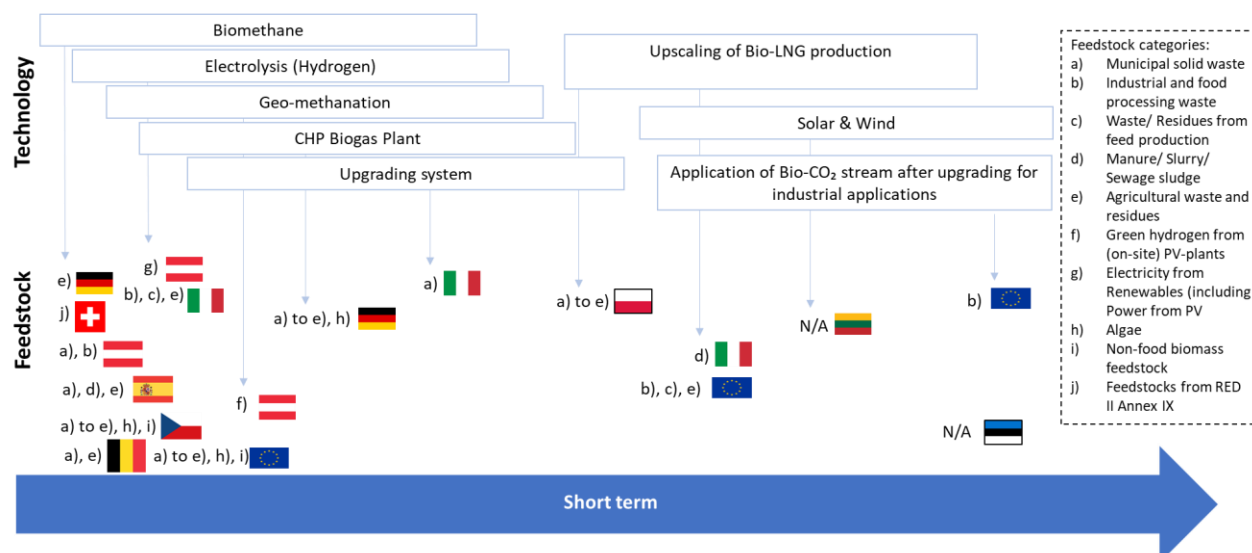 Technology
Biomethane
Electrolysis (Hydrogen)
Geo-methanation
CHP Biogas Plant
Upgrading system
Upscaling of Bio-LNG production
Solar & Wind
Application of Bio-CO₂ stream after upgrading for
industrial applications
Feedstock
e)
j)
a), b)
a), d), e)
a) to e), h), i)
a), e)
a) to e), h), i)
g)
b), c), e)
f)
a) to e), h)
a)
a) to e)
d)
b), c), e)
N/A
b)
N/A
Short term
Feedstock categories:
a) Municipal solid waste
b) Industrial and food
processing waste
c) Waste/ Residues from
feed production
d) Manure/ Slurry/
Sewage sludge
e) Agricultural waste and
residues
f) Green hydrogen from
(on-site) PV-plants
g) Electricity from
Renewables (including
Power from PV
h) Algae
i) Non-food biomass
feedstock
j) Feedstocks from RED
II Annex IX